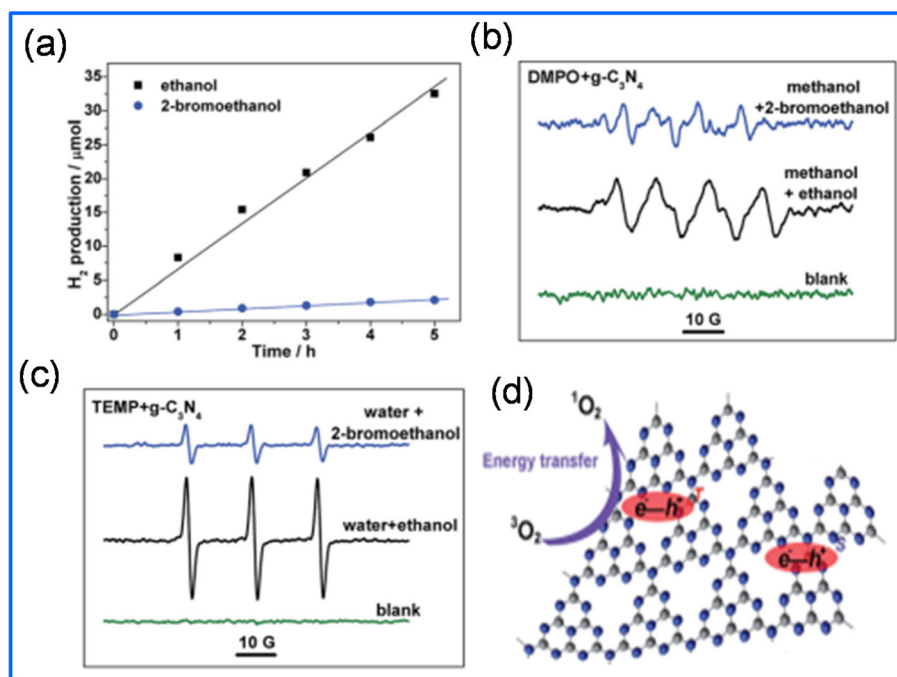 (a)
35
30
25
20
15
10
5
0
H₂ production / μmol
ethanol
2-bromoethanol
0 1 2 3 4 5
Time / h
(b)
DMPO+g-C₃N₄
methanol
+2-bromoethanol
methanol
+ ethanol
blank
10 G
(c)
TEMP+g-C₃N₄
water +
2-bromoethanol
water+ethanol
blank
10 G
(d)
¹O₂
Energy transfer
³O₂
e⁻—h⁺
T
e⁻—h⁺
S